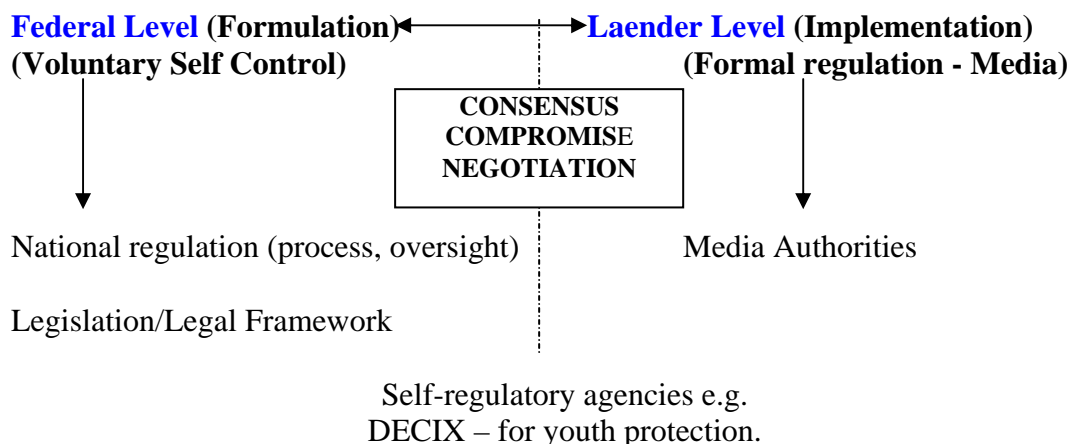 Federal Level (Formulation)
Laender Level (Implementation)
(Voluntary Self Control)
(Formal regulation - Media)
CONSENSUS
COMPROMISE
NEGOTIATION
National regulation (process, oversight)
Media Authorities
Legislation/Legal Framework
Self-regulatory agencies e.g.
DECIX – for youth protection.